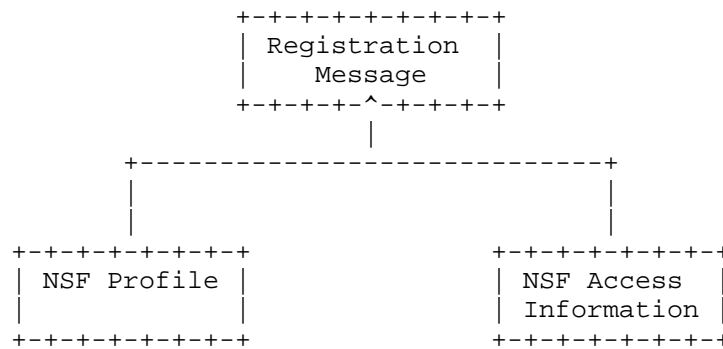 Registration
Message
NSF Profile
NSF Access
Information